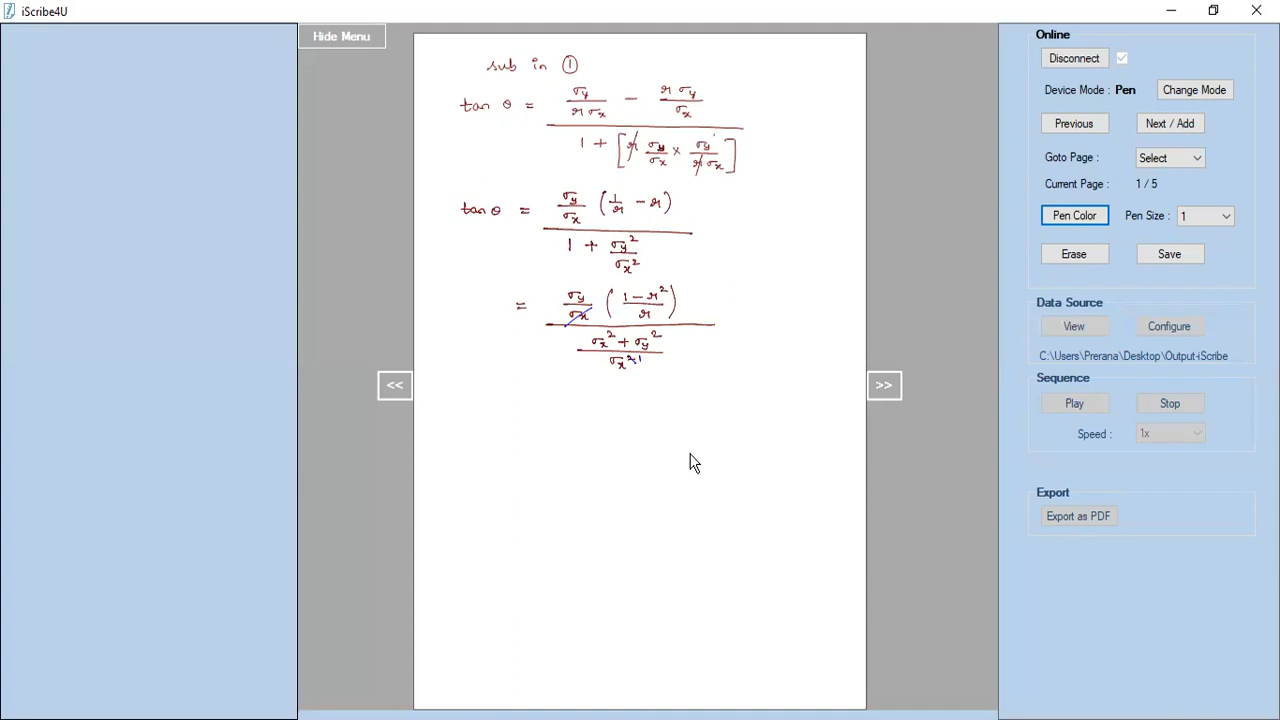 iScribe4U
Hide Menu
sub in ①
tan θ = (σy/(r σx) − r σy/σx) / (1 + [r σy/σx × σy/(r σx)])
tan θ = (σy/σx (1/r − r)) / (1 + σy²/σx²)
= (σy/σx ((1 − r²)/r)) / ((σx² + σy²)/σx² 1)
<<
>>
Online
Disconnect
Device Mode : Pen
Change Mode
Previous
Next / Add
Goto Page :
Select
Current Page : 1 / 5
Pen Color
Pen Size : 1
Erase
Save
Data Source
View
Configure
C:\Users\Prerana\Desktop\Output-iScribe
Sequence
Play
Stop
Speed : 1x
Export
Export as PDF